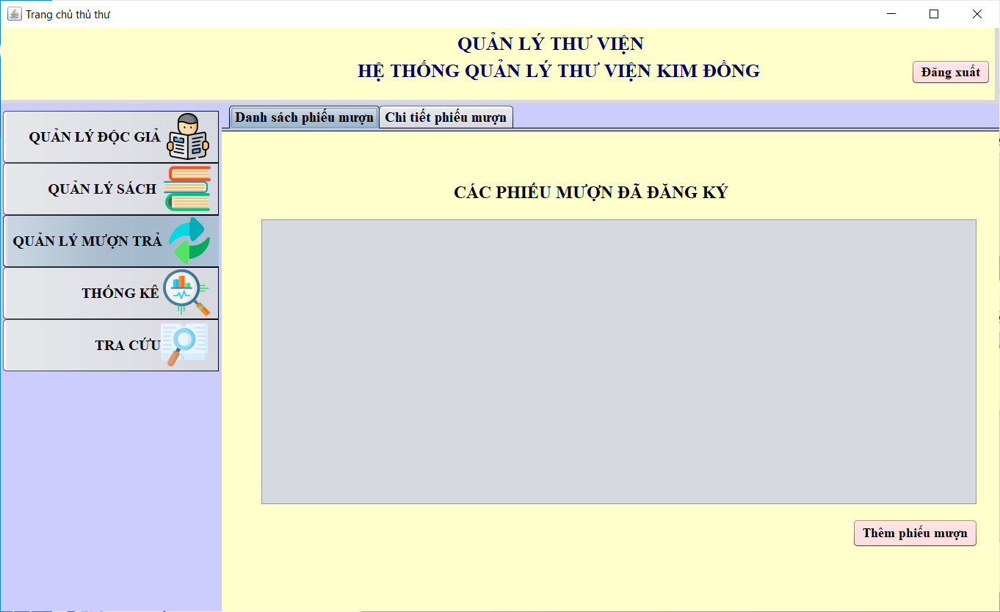 Trang chủ thủ thư
QUẢN LÝ THƯ VIỆN
HỆ THỐNG QUẢN LÝ THƯ VIỆN KIM ĐỒNG
Đăng xuất
QUẢN LÝ ĐỘC GIẢ
QUẢN LÝ SÁCH
QUẢN LÝ MƯỢN TRẢ
THỐNG KÊ
TRA CỨU
Danh sách phiếu mượn
Chi tiết phiếu mượn
CÁC PHIẾU MƯỢN ĐÃ ĐĂNG KÝ
Thêm phiếu mượn